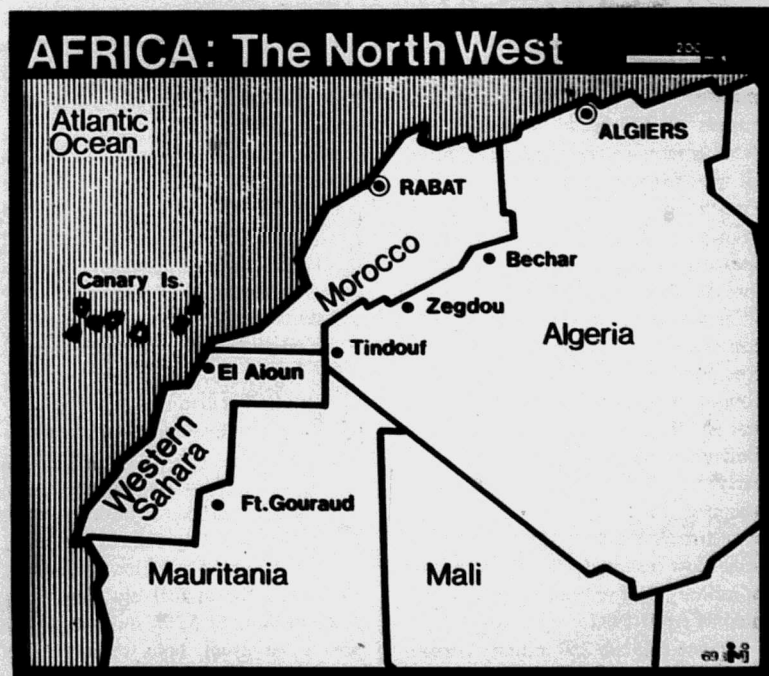 AFRICA: The North West
200
Atlantic
Ocean
ALGIERS
RABAT
Morocco
Bechar
Canary Is.
Zegdou
Algeria
Tindouf
El Aioun
Western
Sahara
Ft.Gouraud
Mauritania
Mali